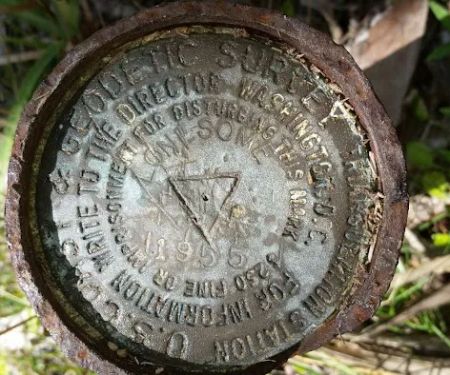 U.S. COAST & GEODETIC SURVEY
TRIANGULATION STATION
FOR INFORMATION WRITE TO THE DIRECTOR WASHINGTON, D.C.
$250 FINE OR IMPRISONMENT FOR DISTURBING THIS MARK
SOME